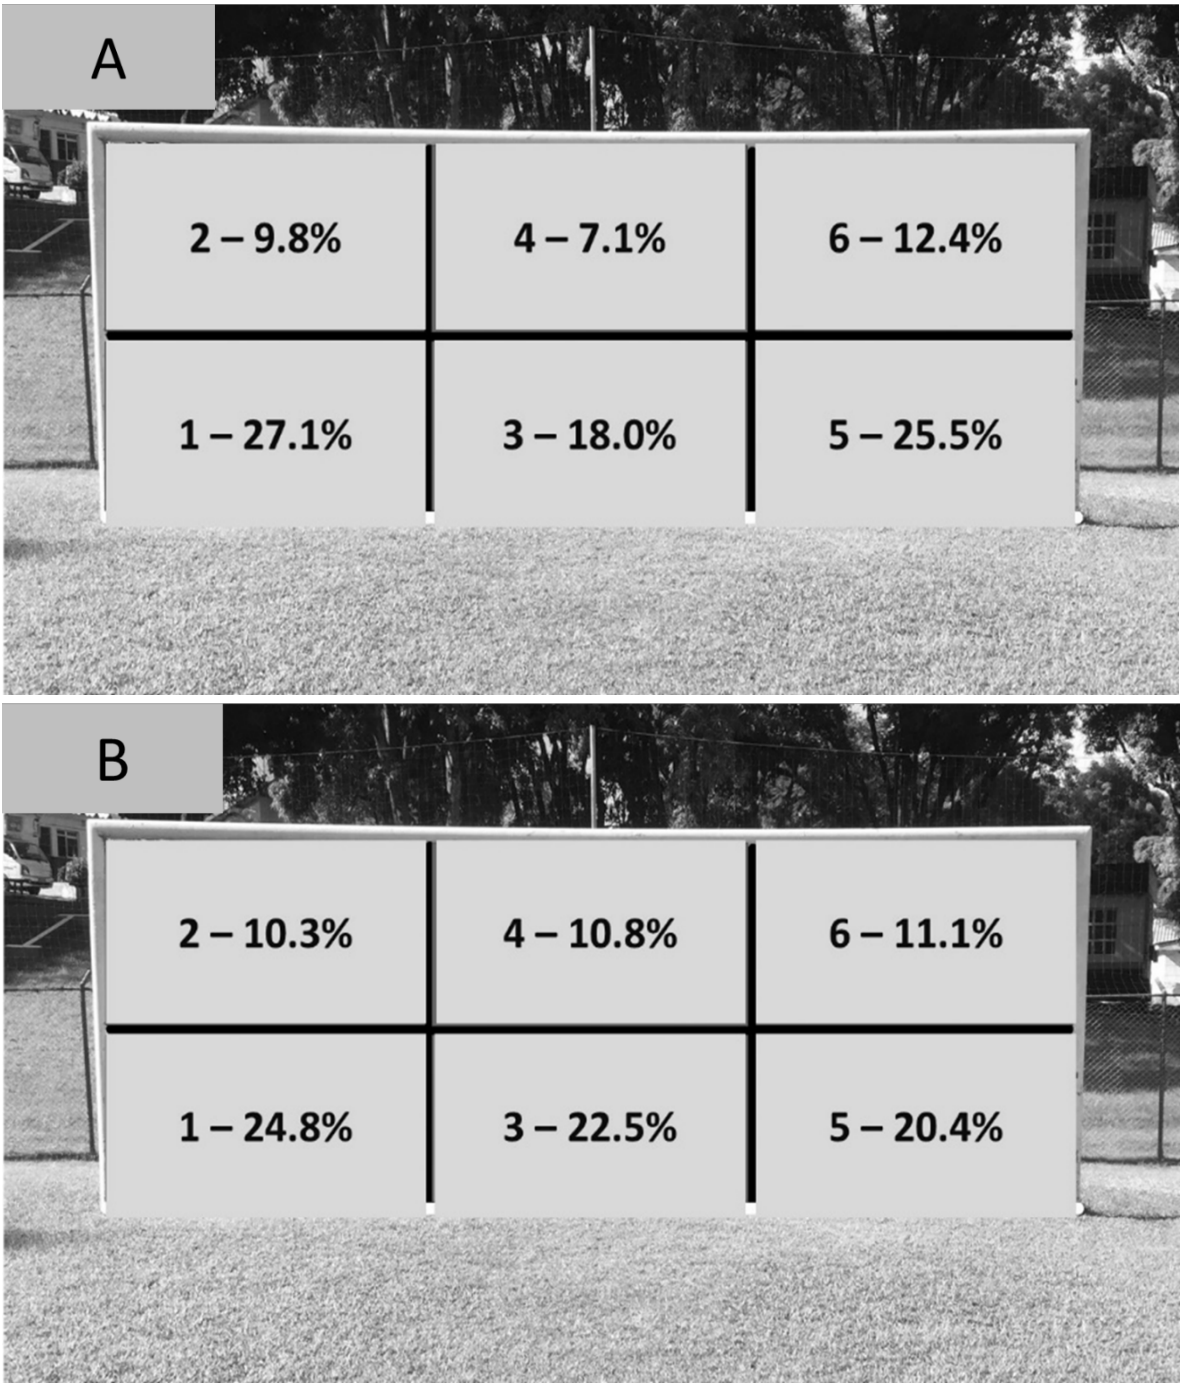 A
2 – 9.8%
4 – 7.1%
6 – 12.4%
1 – 27.1%
3 – 18.0%
5 – 25.5%
B
2 – 10.3%
4 – 10.8%
6 – 11.1%
1 – 24.8%
3 – 22.5%
5 – 20.4%